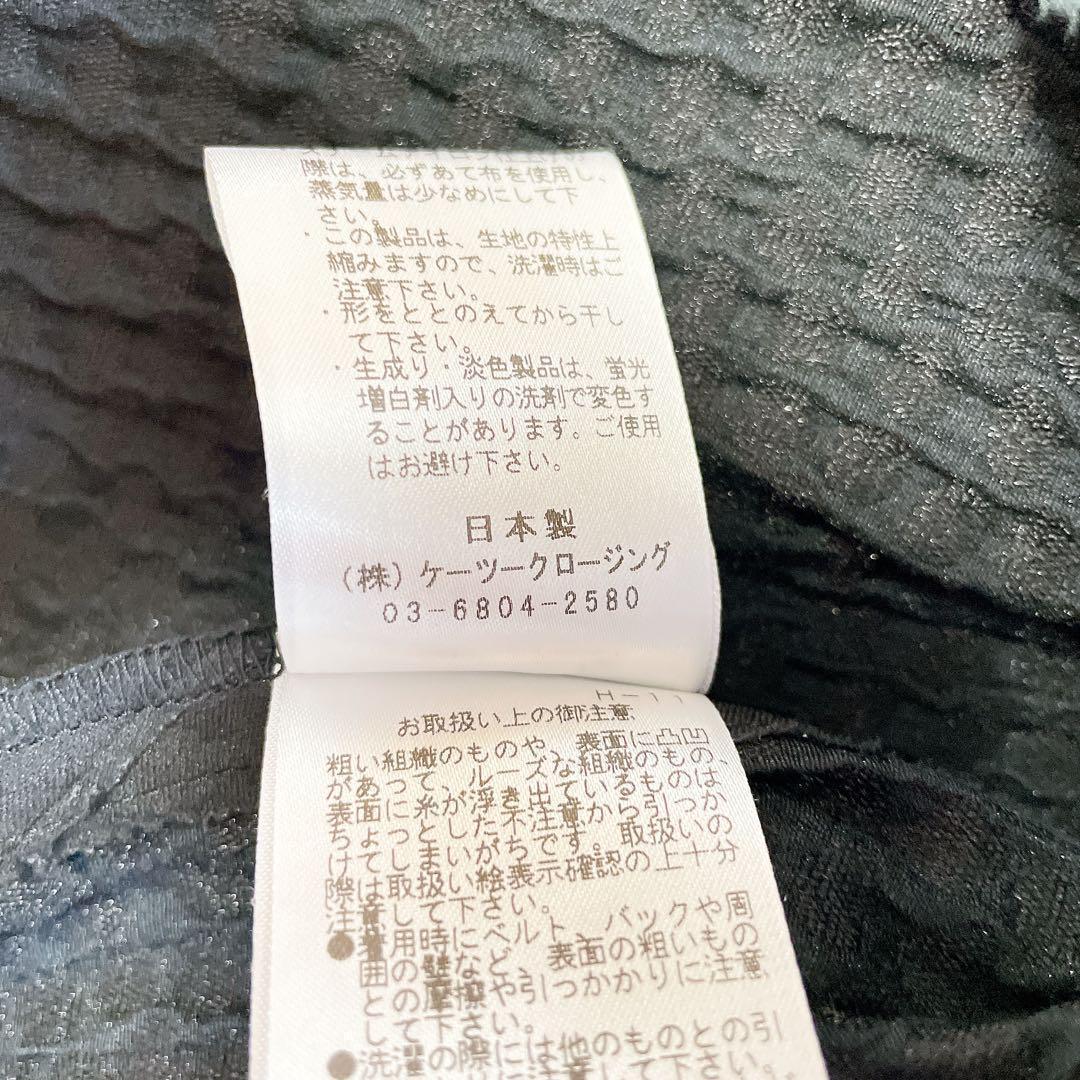 際は、必ずあて布を使用し、
蒸気量は少なめにして下
さい。
・この製品は、生地の特性上
縮みますので、洗濯時はご
注意下さい。
・形をととのえてから干し
て下さい。
・生成り・淡色製品は、蛍光
増白剤入りの洗剤で変色す
ることがあります。ご使用
はお避け下さい。
日本製
(株)ケーツークロージング
03-6804-2580
H-11
お取扱い上の御注意
粗い組織のものや、表面に凸凹
があって、ルーズな組織のもの、
表面に糸が浮き出ているものは
ちょっとした不注意から引っか
けてしまいがちです。取扱いの
際は取扱い絵表示確認の上十分
注意して下さい。
●着用時にベルト、バックや周
囲の壁など、表面の粗いもの
との摩擦や引っかかりに注意
して下さい。
●洗濯の際には他のものとの引